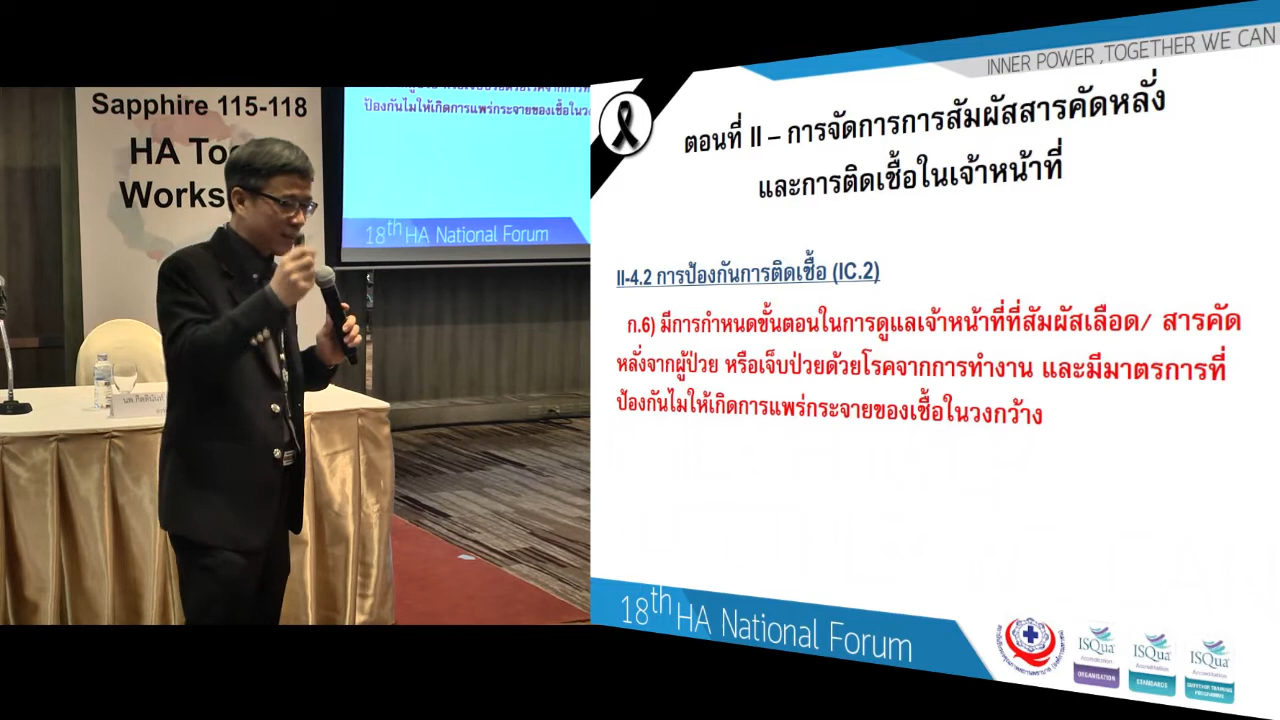 Sapphire 115-118
HA Too
Works
ป้องกันไม่ให้เกิดการแพร่กระจายของเชื้อในวง
18th HA National Forum
INNER POWER ,TOGETHER WE CAN
ตอนที่ II – การจัดการการสัมผัสสารคัดหลั่ง
และการติดเชื้อในเจ้าหน้าที่
II-4.2 การป้องกันการติดเชื้อ (IC.2)
ก.6) มีการกำหนดขั้นตอนในการดูแลเจ้าหน้าที่ที่สัมผัสเลือด/ สารคัด
หลั่งจากผู้ป่วย หรือเจ็บป่วยด้วยโรคจากการทำงาน และมีมาตรการที่
ป้องกันไม่ให้เกิดการแพร่กระจายของเชื้อในวงกว้าง
18th HA National Forum
ISQua
Accreditation
ORGANISATION
ISQua
Accreditation
STANDARDS
ISQua
Accreditation
SURVEYOR TRAINING
PROGRAMME